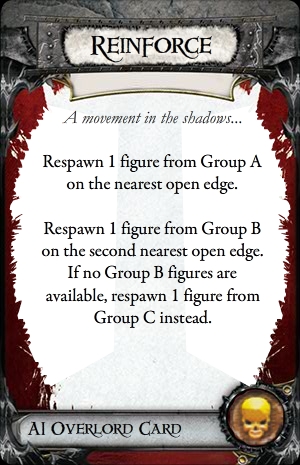 Reinforce
A movement in the shadows...
Respawn 1 figure from Group A
on the nearest open edge.
Respawn 1 figure from Group B
on the second nearest open edge.
If no Group B figures are
available, respawn 1 figure from
Group C instead.
AI Overlord Card